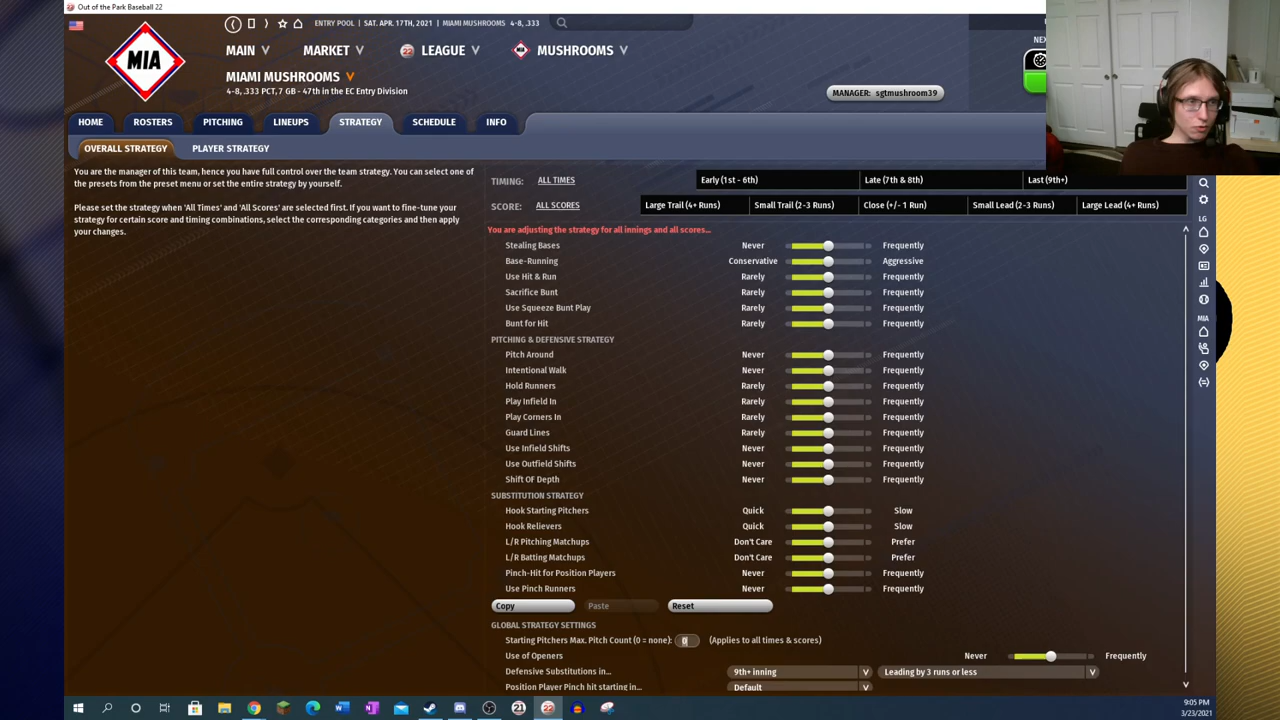 Out of the Park Baseball 22
ENTRY POOL | SAT. APR. 17TH, 2021 | MIAMI MUSHROOMS 4-8, .333
MIA
MAIN MARKET 22 LEAGUE MIA MUSHROOMS
NEX
MIAMI MUSHROOMS
4-8, .333 PCT, 7 GB - 47th in the EC Entry Division
MANAGER: sgtmushroom39
HOME ROSTERS PITCHING LINEUPS STRATEGY SCHEDULE INFO
OVERALL STRATEGY PLAYER STRATEGY
You are the manager of this team, hence you have full control over the team strategy. You can select one of
the presets from the preset menu or set the entire strategy by yourself.
Please set the strategy when 'All Times' and 'All Scores' are selected first. If you want to fine-tune your
strategy for certain score and timing combinations, select the corresponding categories and then apply
your changes.
TIMING: ALL TIMES Early (1st - 6th) Late (7th & 8th) Last (9th+)
SCORE: ALL SCORES Large Trail (4+ Runs) Small Trail (2-3 Runs) Close (+/- 1 Run) Small Lead (2-3 Runs) Large Lead (4+ Runs)
You are adjusting the strategy for all innings and all scores...
Stealing Bases Never Frequently
Base-Running Conservative Aggressive
Use Hit & Run Rarely Frequently
Sacrifice Bunt Rarely Frequently
Use Squeeze Bunt Play Rarely Frequently
Bunt for Hit Rarely Frequently
PITCHING & DEFENSIVE STRATEGY
Pitch Around Never Frequently
Intentional Walk Never Frequently
Hold Runners Rarely Frequently
Play Infield In Rarely Frequently
Play Corners In Rarely Frequently
Guard Lines Rarely Frequently
Use Infield Shifts Never Frequently
Use Outfield Shifts Never Frequently
Shift OF Depth Never Frequently
SUBSTITUTION STRATEGY
Hook Starting Pitchers Quick Slow
Hook Relievers Quick Slow
L/R Pitching Matchups Don't Care Prefer
L/R Batting Matchups Don't Care Prefer
Pinch-Hit for Position Players Never Frequently
Use Pinch Runners Never Frequently
Copy Paste Reset
GLOBAL STRATEGY SETTINGS
Starting Pitchers Max. Pitch Count (0 = none): 0 (Applies to all times & scores)
Use of Openers Never Frequently
Defensive Substitutions in... 9th+ inning Leading by 3 runs or less
Position Player Pinch hit starting in... Default
LG
MIA
21 22
9:05 PM
3/23/2021